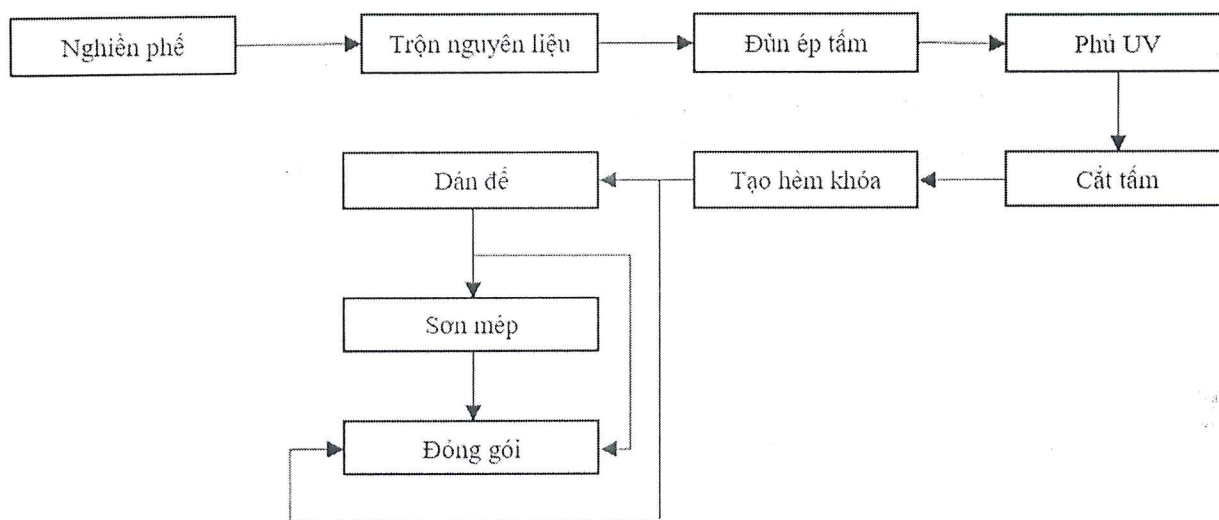 Nghiền phế
Trộn nguyên liệu
Đùn ép tấm
Phủ UV
Dán đế
Tạo hèm khóa
Cắt tấm
Sơn mép
Đóng gói